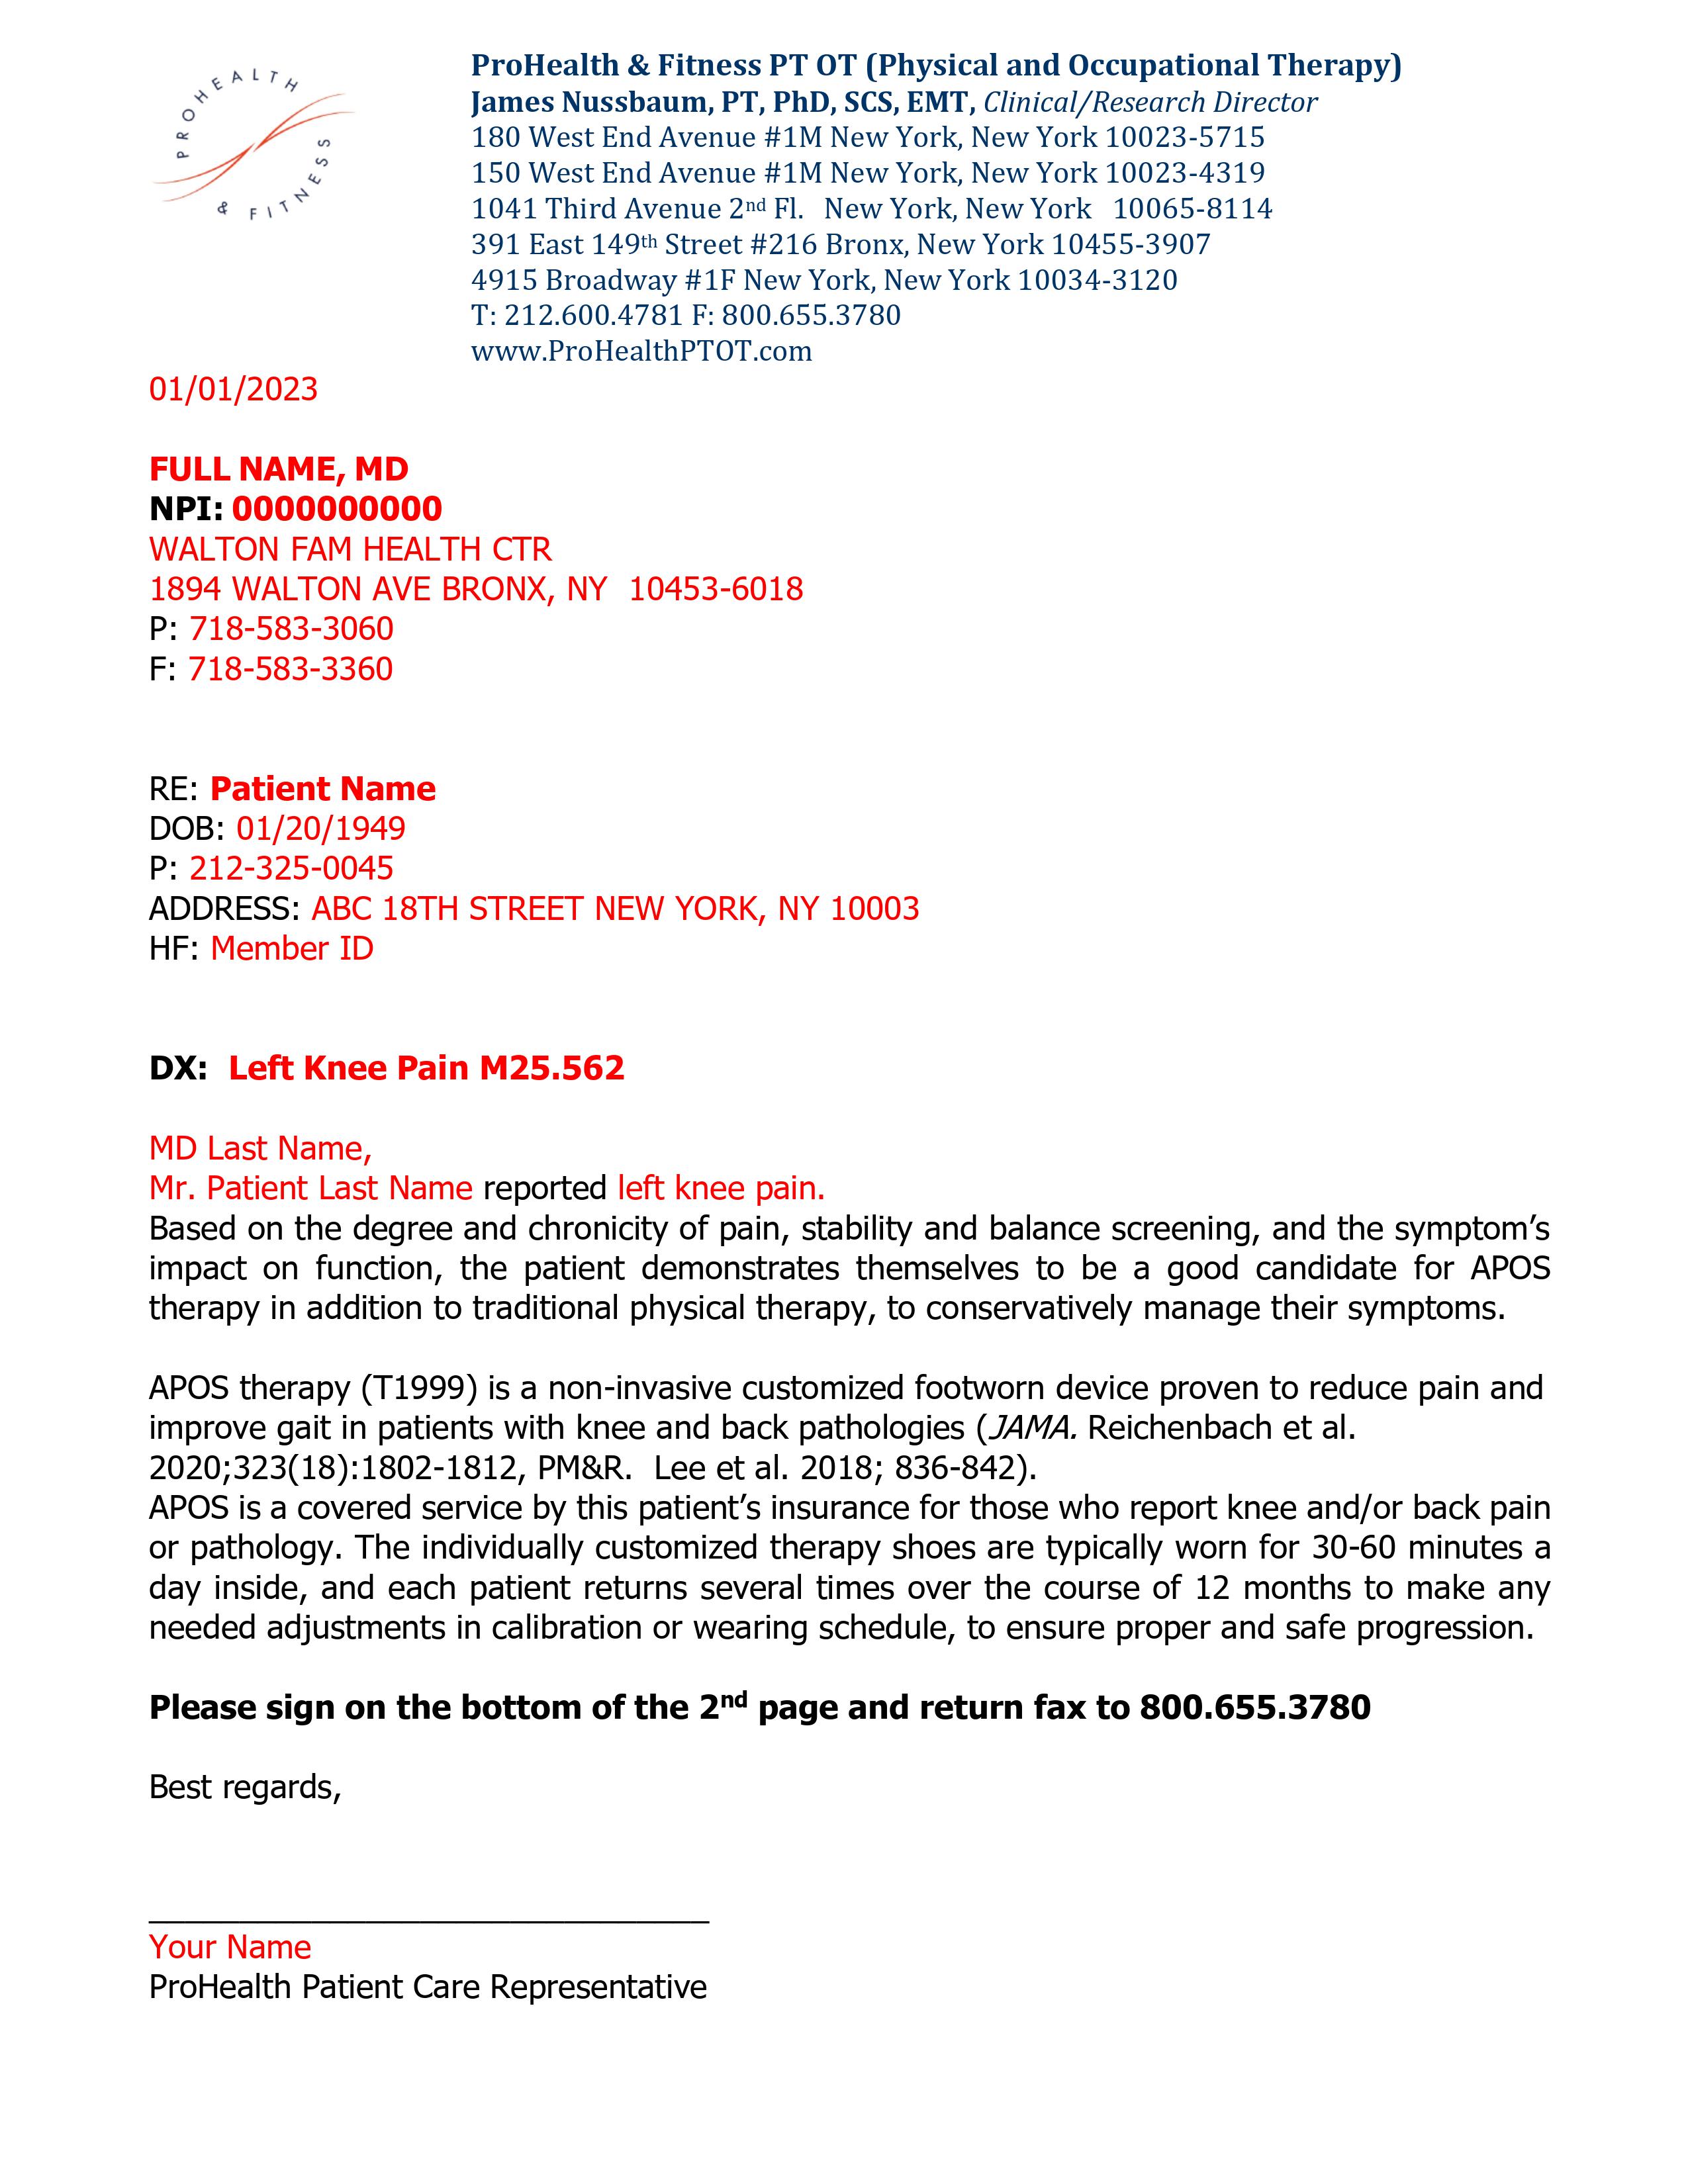 PROHEALTH
& FITNESS
ProHealth & Fitness PT OT (Physical and Occupational Therapy)
James Nussbaum, PT, PhD, SCS, EMT, Clinical/Research Director
180 West End Avenue #1M New York, New York 10023-5715
150 West End Avenue #1M New York, New York 10023-4319
1041 Third Avenue 2nd Fl.   New York, New York   10065-8114
391 East 149th Street #216 Bronx, New York 10455-3907
4915 Broadway #1F New York, New York 10034-3120
T: 212.600.4781 F: 800.655.3780
www.ProHealthPTOT.com
01/01/2023
FULL NAME, MD
NPI: 0000000000
WALTON FAM HEALTH CTR
1894 WALTON AVE BRONX, NY  10453-6018
P: 718-583-3060
F: 718-583-3360
RE: Patient Name
DOB: 01/20/1949
P: 212-325-0045
ADDRESS: ABC 18TH STREET NEW YORK, NY 10003
HF: Member ID
DX:  Left Knee Pain M25.562
MD Last Name,
Mr. Patient Last Name reported left knee pain.
Based on the degree and chronicity of pain, stability and balance screening, and the symptom’s
impact on function, the patient demonstrates themselves to be a good candidate for APOS
therapy in addition to traditional physical therapy, to conservatively manage their symptoms.
APOS therapy (T1999) is a non-invasive customized footworn device proven to reduce pain and
improve gait in patients with knee and back pathologies (JAMA. Reichenbach et al.
2020;323(18):1802-1812, PM&R.  Lee et al. 2018; 836-842).
APOS is a covered service by this patient’s insurance for those who report knee and/or back pain
or pathology. The individually customized therapy shoes are typically worn for 30-60 minutes a
day inside, and each patient returns several times over the course of 12 months to make any
needed adjustments in calibration or wearing schedule, to ensure proper and safe progression.
Please sign on the bottom of the 2nd page and return fax to 800.655.3780
Best regards,
Your Name
ProHealth Patient Care Representative